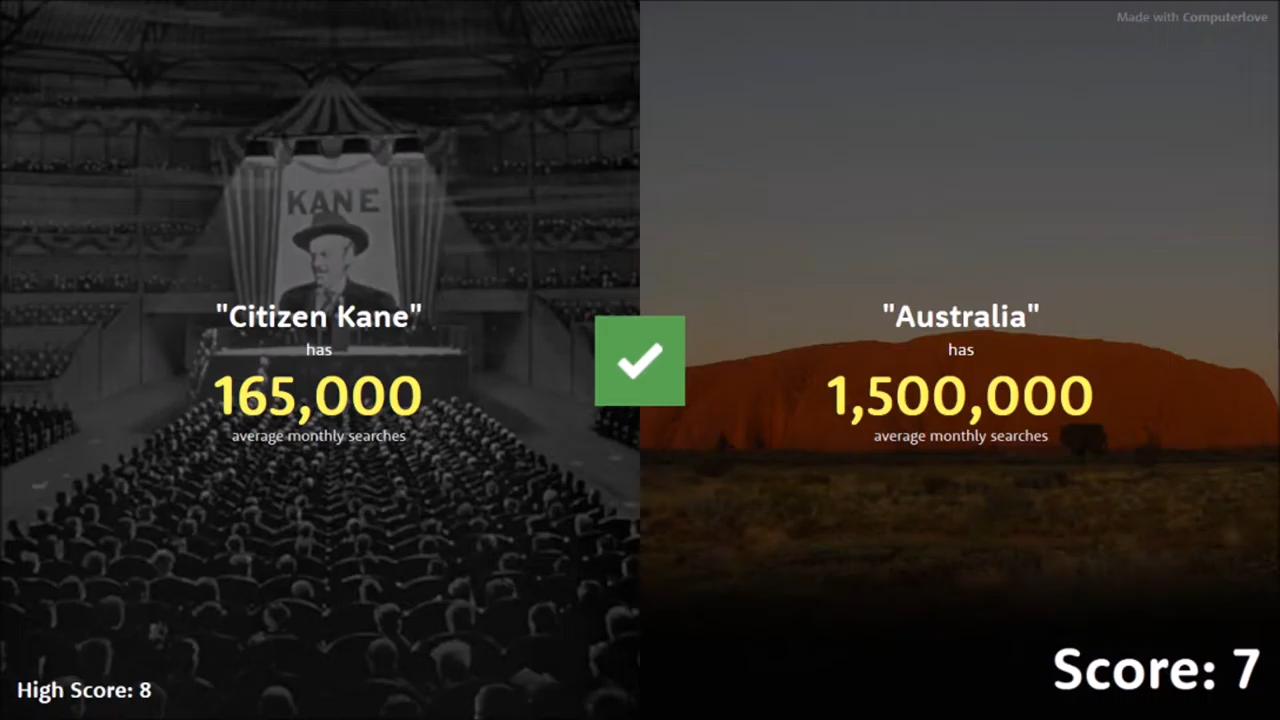 Made with Computerlove
KANE
"Citizen Kane"
has
165,000
average monthly searches
"Australia"
has
1,500,000
average monthly searches
High Score: 8
Score: 7